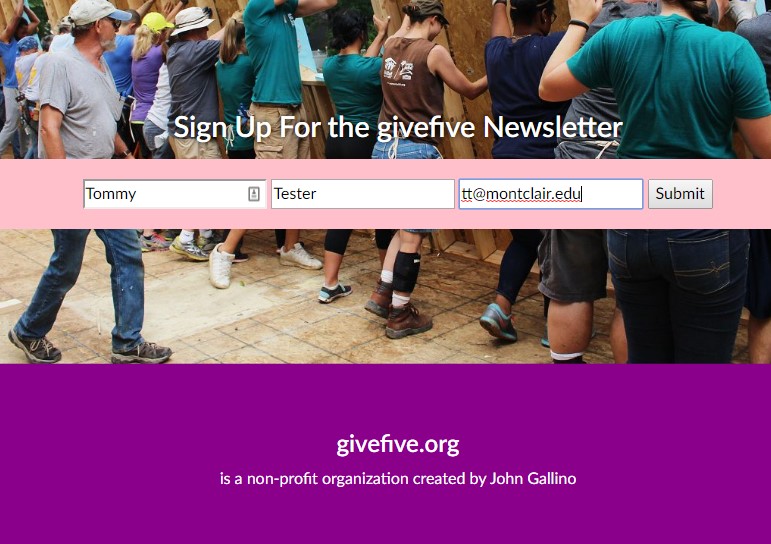 Sign Up For the givefive Newsletter
Tommy Tester tt@montclair.edu Submit
givefive.org
is a non-profit organization created by John Gallino